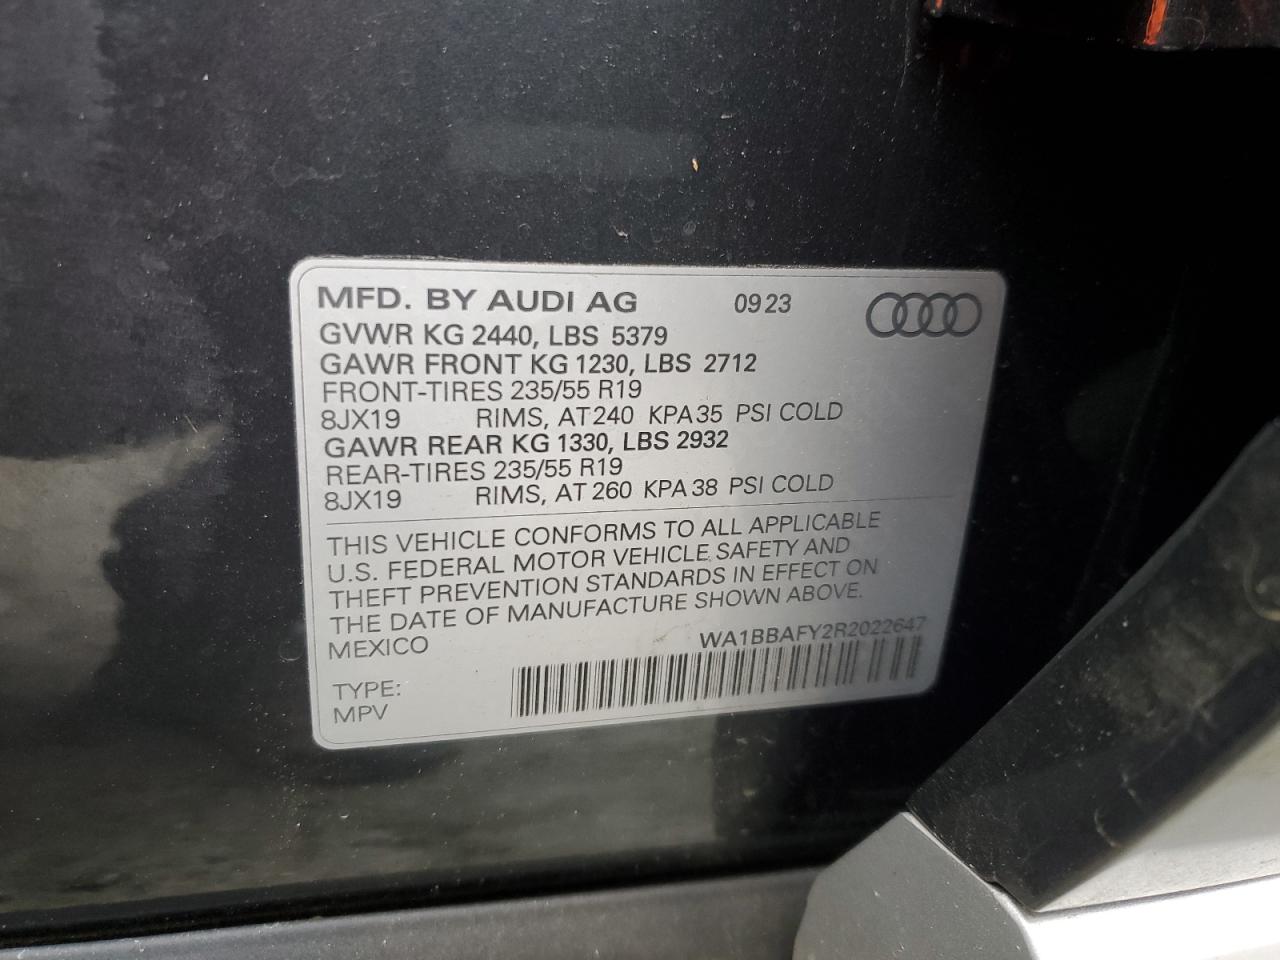 MFD. BY AUDI AG 09 23
GVWR KG 2440, LBS 5379
GAWR FRONT KG 1230, LBS 2712
FRONT-TIRES 235/55 R19
8JX19 RIMS, AT 240 KPA 35 PSI COLD
GAWR REAR KG 1330, LBS 2932
REAR-TIRES 235/55 R19
8JX19 RIMS, AT 260 KPA 38 PSI COLD
THIS VEHICLE CONFORMS TO ALL APPLICABLE
U.S. FEDERAL MOTOR VEHICLE SAFETY AND
THEFT PREVENTION STANDARDS IN EFFECT ON
THE DATE OF MANUFACTURE SHOWN ABOVE.
MEXICO WA1BBAFY2R2022647
TYPE:
MPV